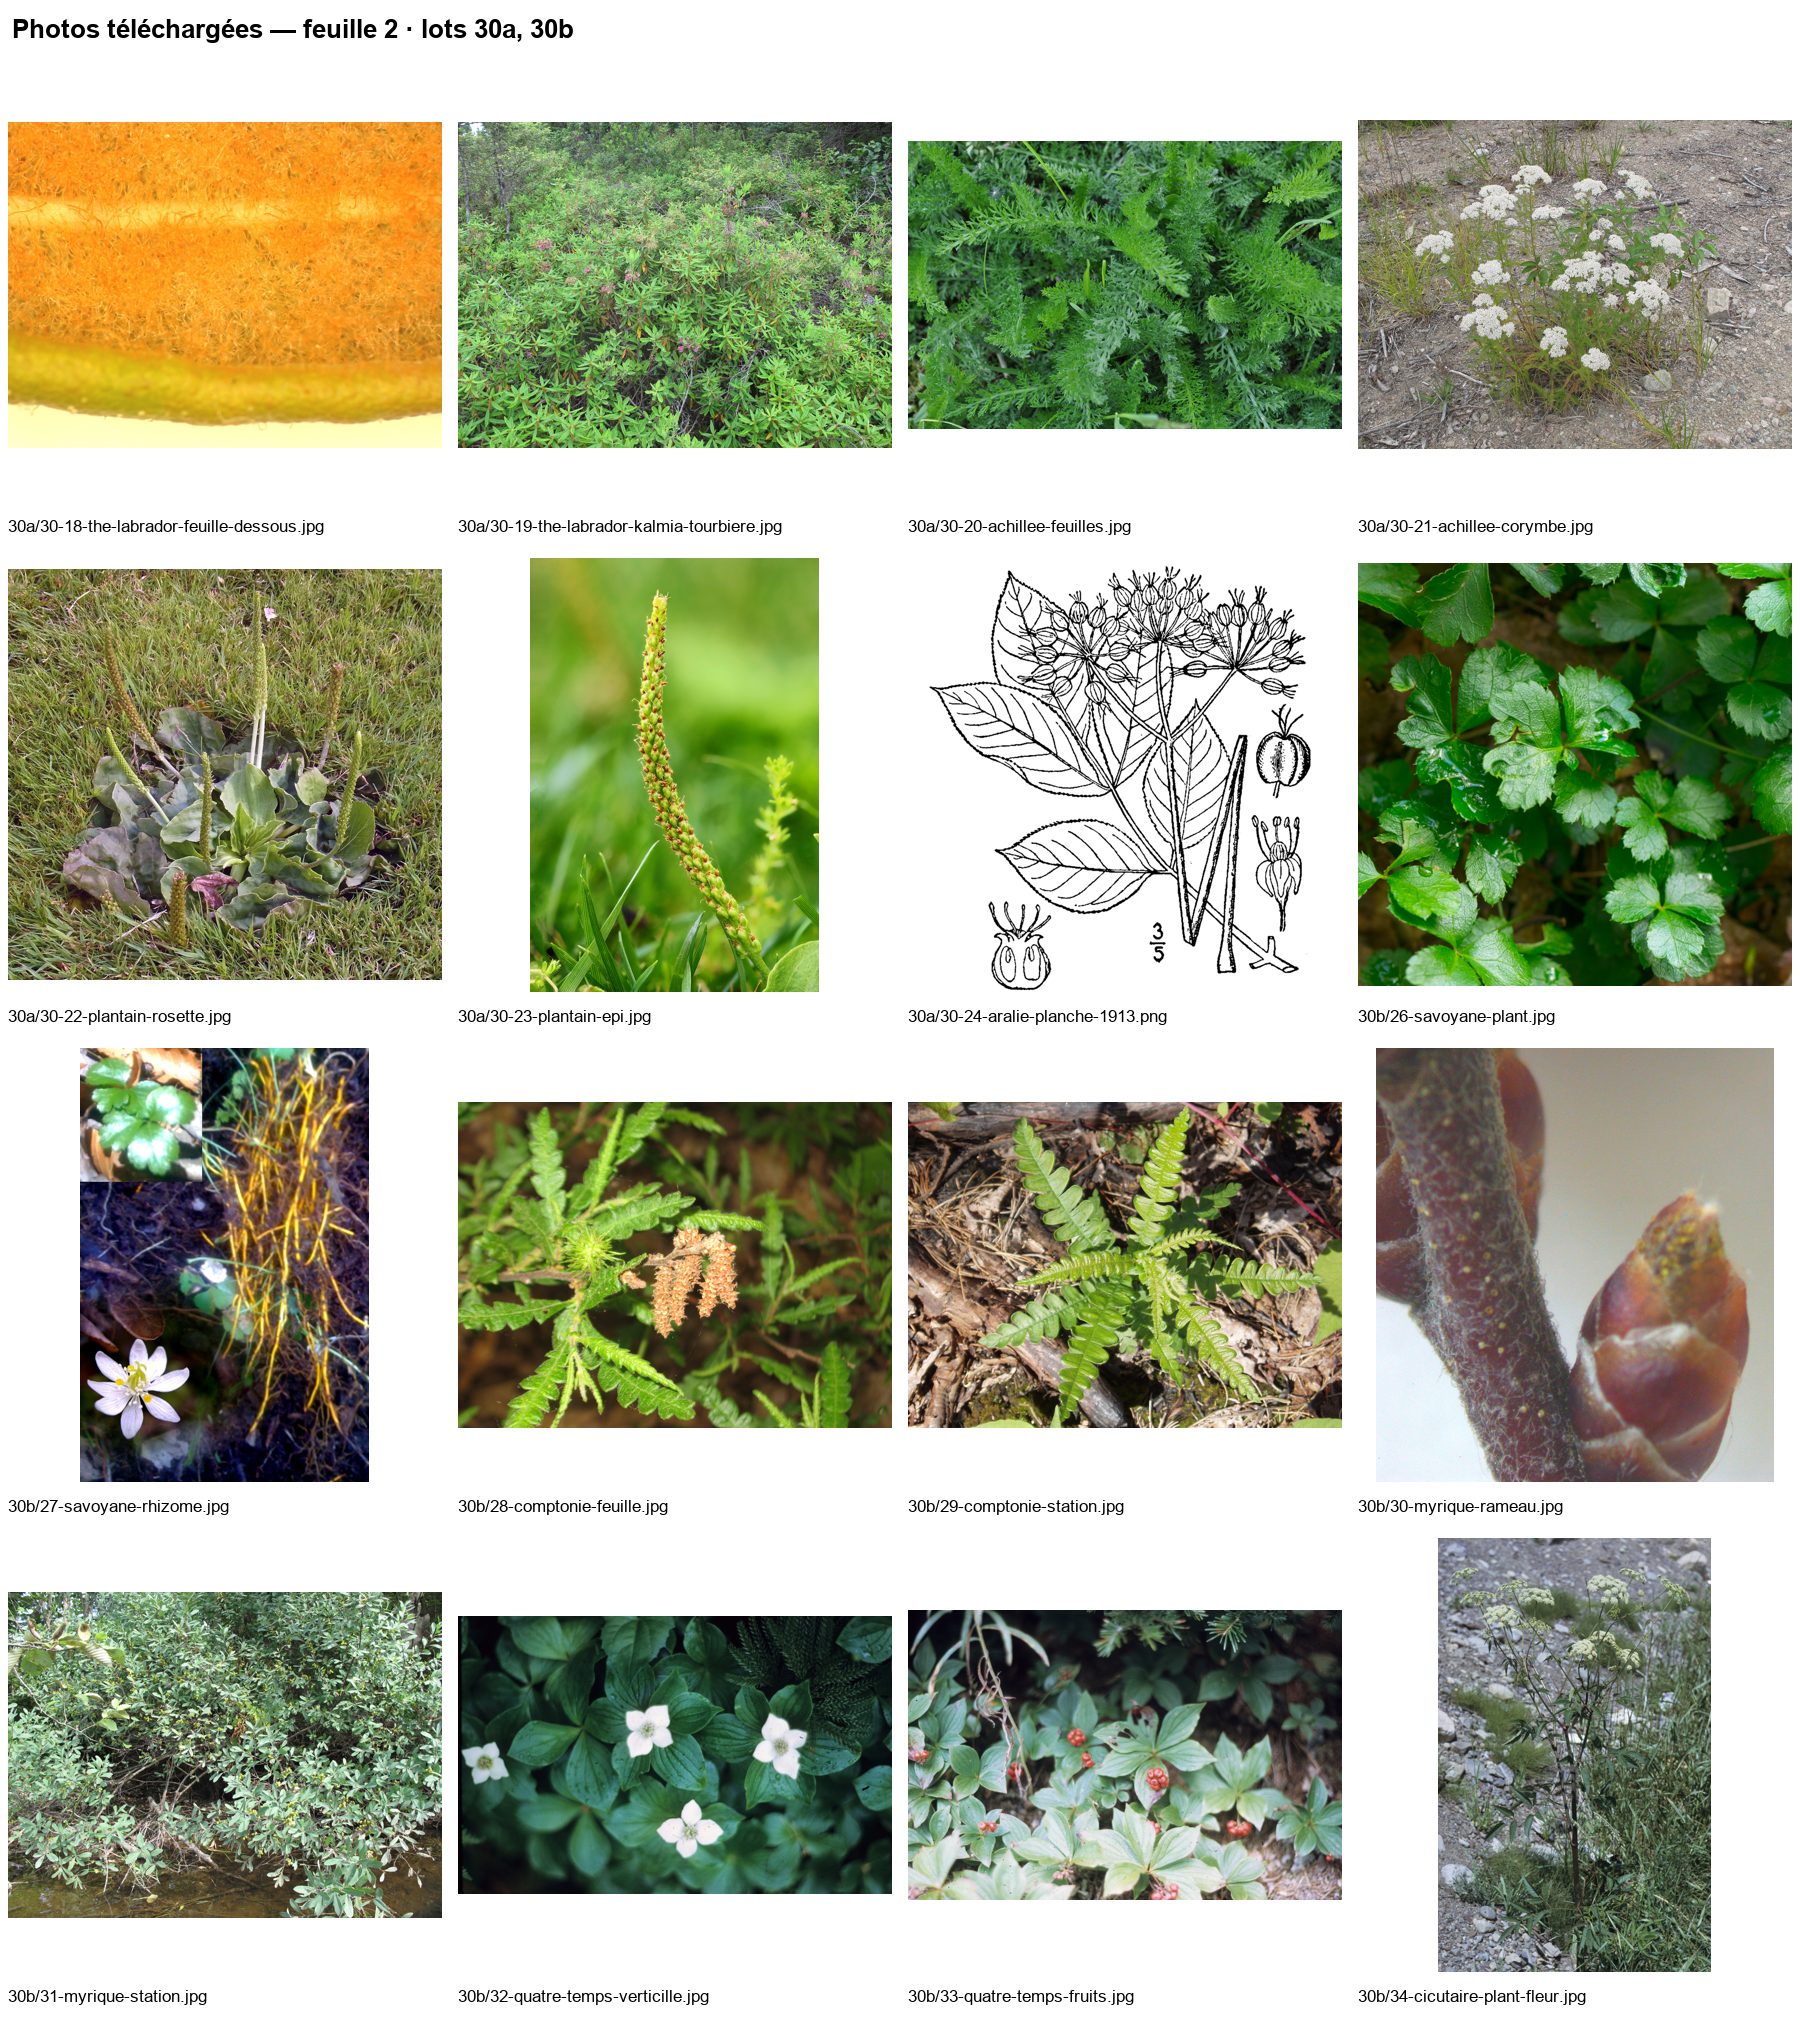 Photos téléchargées — feuille 2 · lots 30a, 30b
30a/30-18-the-labrador-feuille-dessous.jpg
30a/30-19-the-labrador-kalmia-tourbiere.jpg
30a/30-20-achillee-feuilles.jpg
30a/30-21-achillee-corymbe.jpg
30a/30-22-plantain-rosette.jpg
30a/30-23-plantain-epi.jpg
3
5
30a/30-24-aralie-planche-1913.png
30b/26-savoyane-plant.jpg
30b/27-savoyane-rhizome.jpg
30b/28-comptonie-feuille.jpg
30b/29-comptonie-station.jpg
30b/30-myrique-rameau.jpg
30b/31-myrique-station.jpg
30b/32-quatre-temps-verticille.jpg
30b/33-quatre-temps-fruits.jpg
30b/34-cicutaire-plant-fleur.jpg